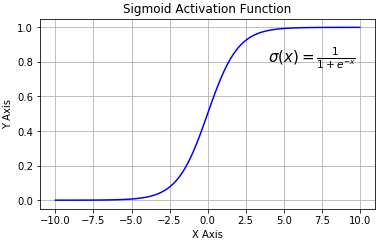 Sigmoid Activation Function
σ(x) = 1/(1 + e^{-x})
Y Axis
1.0
0.8
0.6
0.4
0.2
0.0
−10.0 −7.5 −5.0 −2.5 0.0 2.5 5.0 7.5 10.0
X Axis